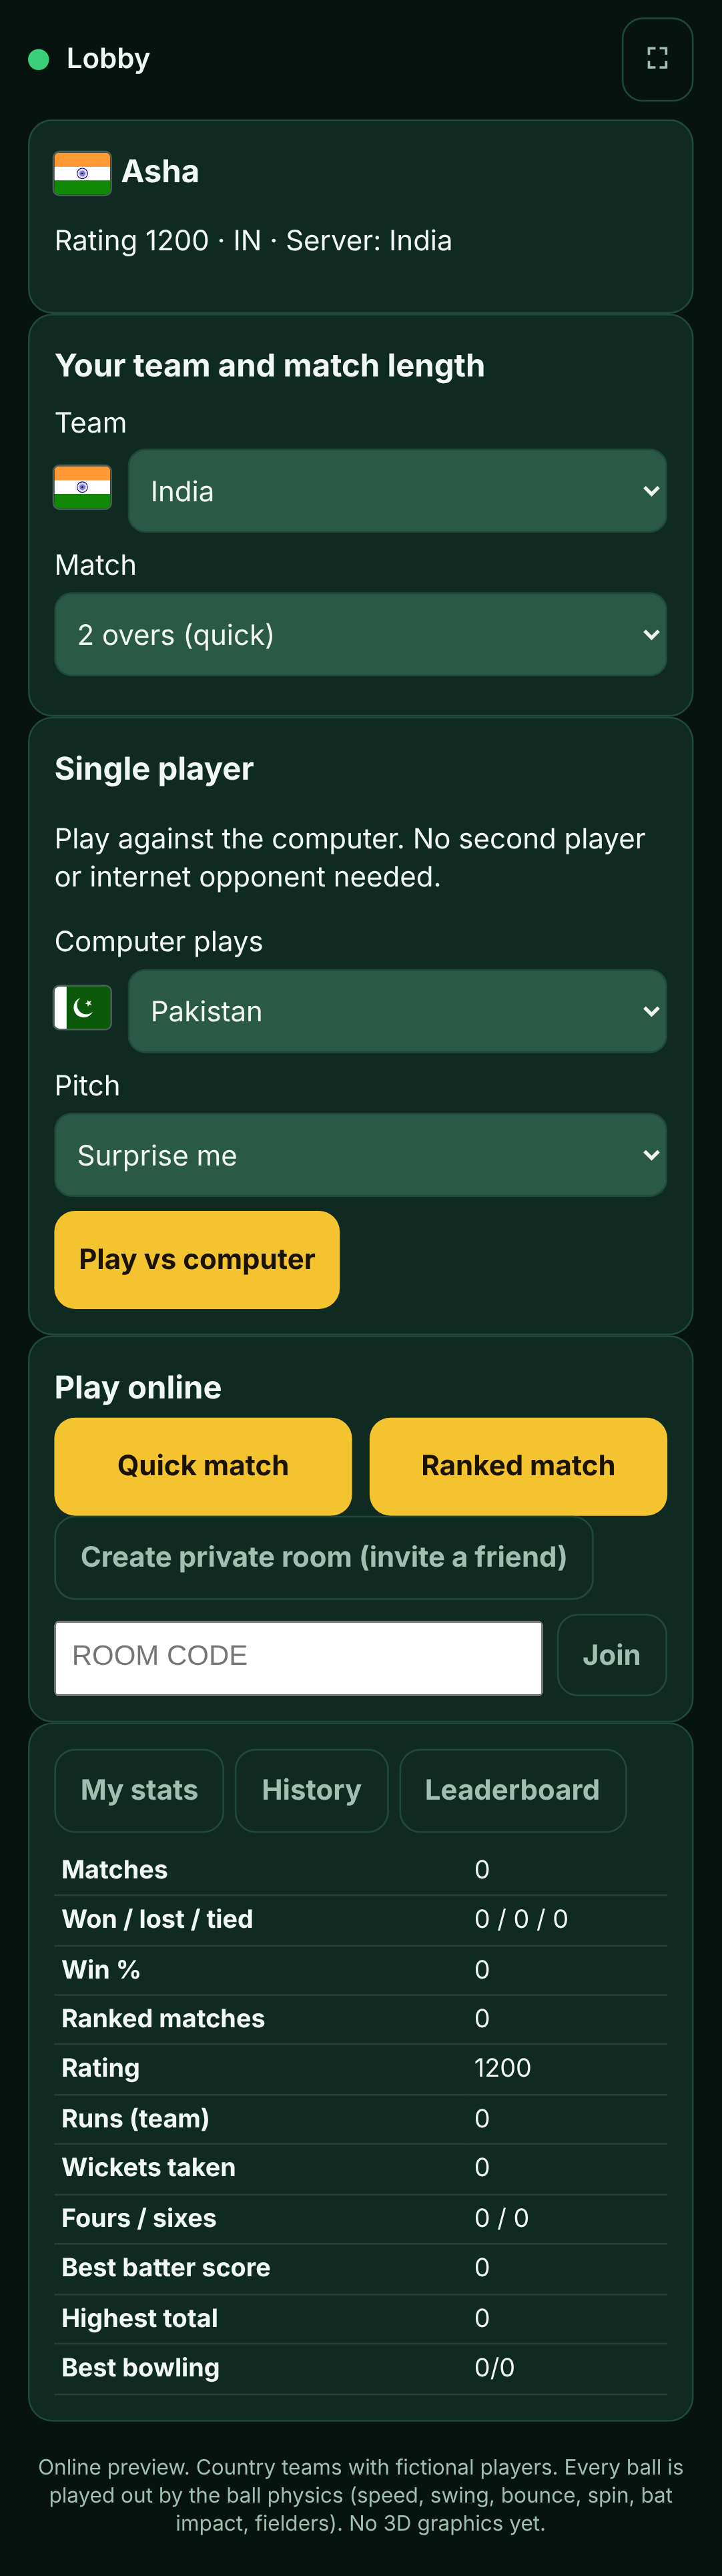 Lobby
Asha
Rating 1200 · IN · Server: India
Your team and match length
Team
India
Match
2 overs (quick)
Single player
Play against the computer. No second player
or internet opponent needed.
Computer plays
Pakistan
Pitch
Surprise me
Play vs computer
Play online
Quick match
Ranked match
Create private room (invite a friend)
ROOM CODE
Join
My stats
History
Leaderboard
Matches 0
Won / lost / tied 0 / 0 / 0
Win % 0
Ranked matches 0
Rating 1200
Runs (team) 0
Wickets taken 0
Fours / sixes 0 / 0
Best batter score 0
Highest total 0
Best bowling 0/0
Online preview. Country teams with fictional players. Every ball is
played out by the ball physics (speed, swing, bounce, spin, bat
impact, fielders). No 3D graphics yet.